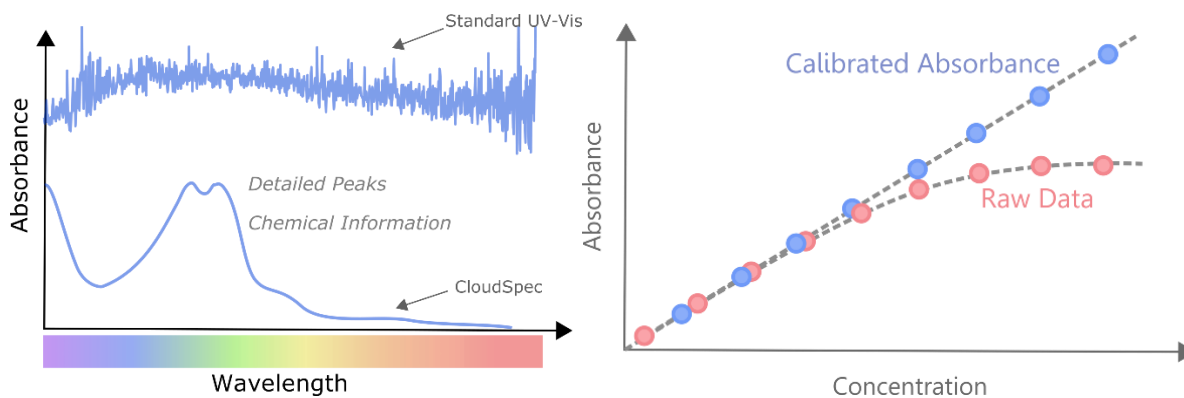 Standard UV-Vis
Absorbance
Detailed Peaks
Chemical Information
CloudSpec
Wavelength
Calibrated Absorbance
Absorbance
Raw Data
Concentration